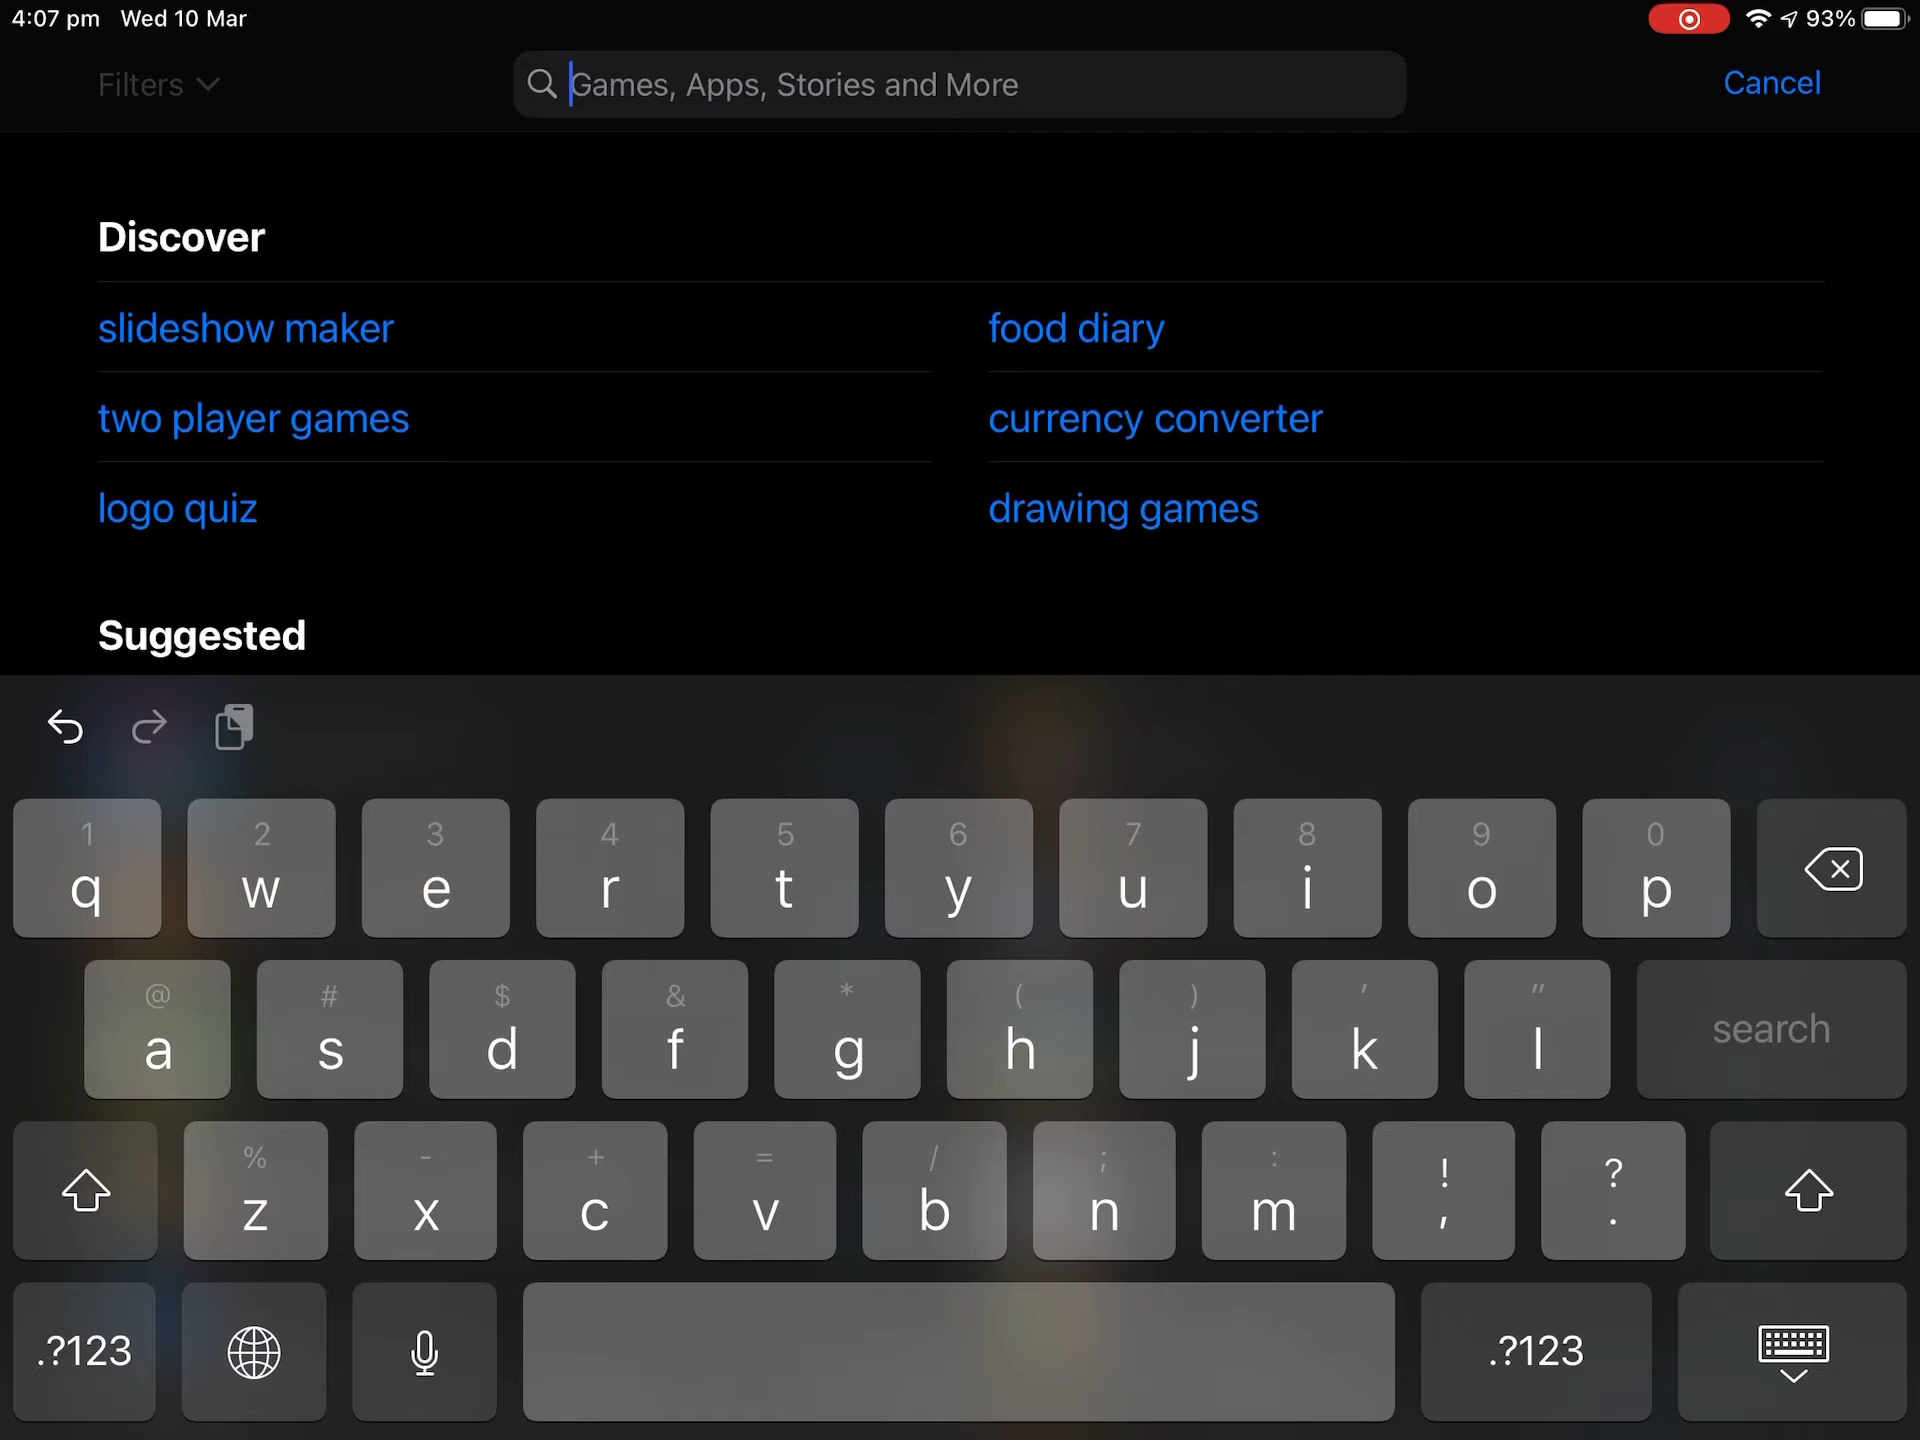 4:07 pm Wed 10 Mar 93%
Filters Games, Apps, Stories and More Cancel
Discover
slideshow maker food diary
two player games currency converter
logo quiz drawing games
Suggested
1 2 3 4 5 6 7 8 9 0
q w e r t y u i o p
@ # $ & * ( ) ' "
a s d f g h j k l search
% - + = / ; : ! ?
z x c v b n m , .
.?123 .?123